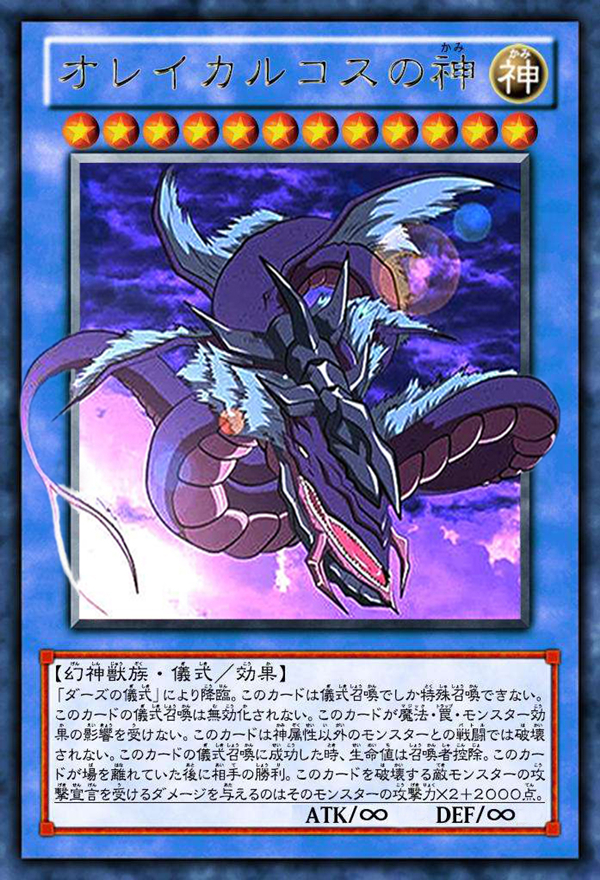 オレイカルコスの神
神
【幻神獣族・儀式／効果】
「ダーズの儀式」により降臨。このカードは儀式召喚でしか特殊召喚できない。
このカードの儀式召喚は無効化されない。このカードが魔法・罠・モンスター効
果の影響を受けない。このカードは神属性以外のモンスターとの戦闘では破壊
されない。このカードの儀式召喚に成功した時、生命値は召喚者控除。このカー
ドが場を離れていた後に相手の勝利。このカードを破壊する敵モンスターの攻
撃宣言を受けるダメージを与えるのはそのモンスターの攻撃力X2+2000点。
ATK/∞ DEF/∞